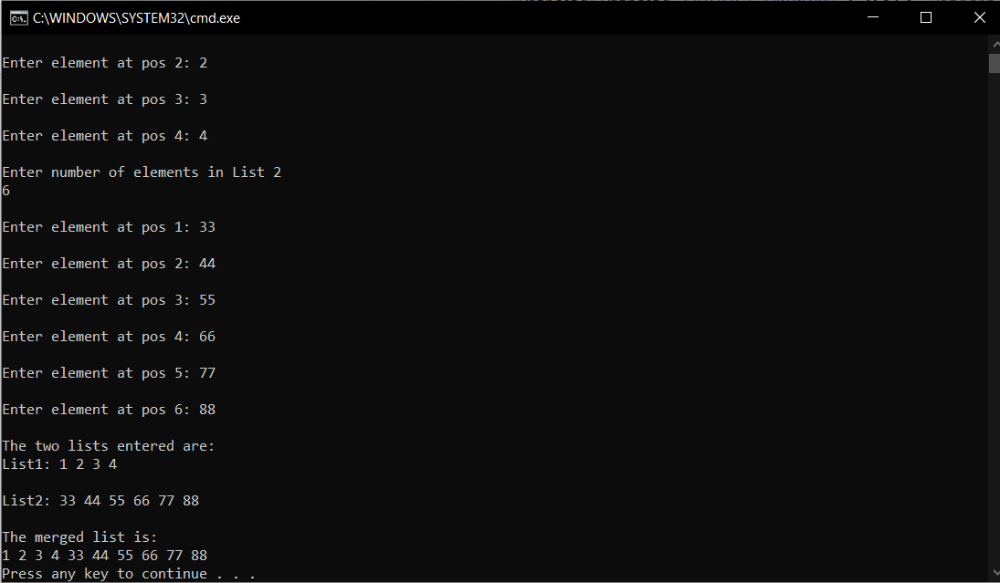 C:\WINDOWS\SYSTEM32\cmd.exe
Enter element at pos 2: 2
Enter element at pos 3: 3
Enter element at pos 4: 4
Enter number of elements in List 2
6
Enter element at pos 1: 33
Enter element at pos 2: 44
Enter element at pos 3: 55
Enter element at pos 4: 66
Enter element at pos 5: 77
Enter element at pos 6: 88
The two lists entered are:
List1: 1 2 3 4
List2: 33 44 55 66 77 88
The merged list is:
1 2 3 4 33 44 55 66 77 88
Press any key to continue . . .